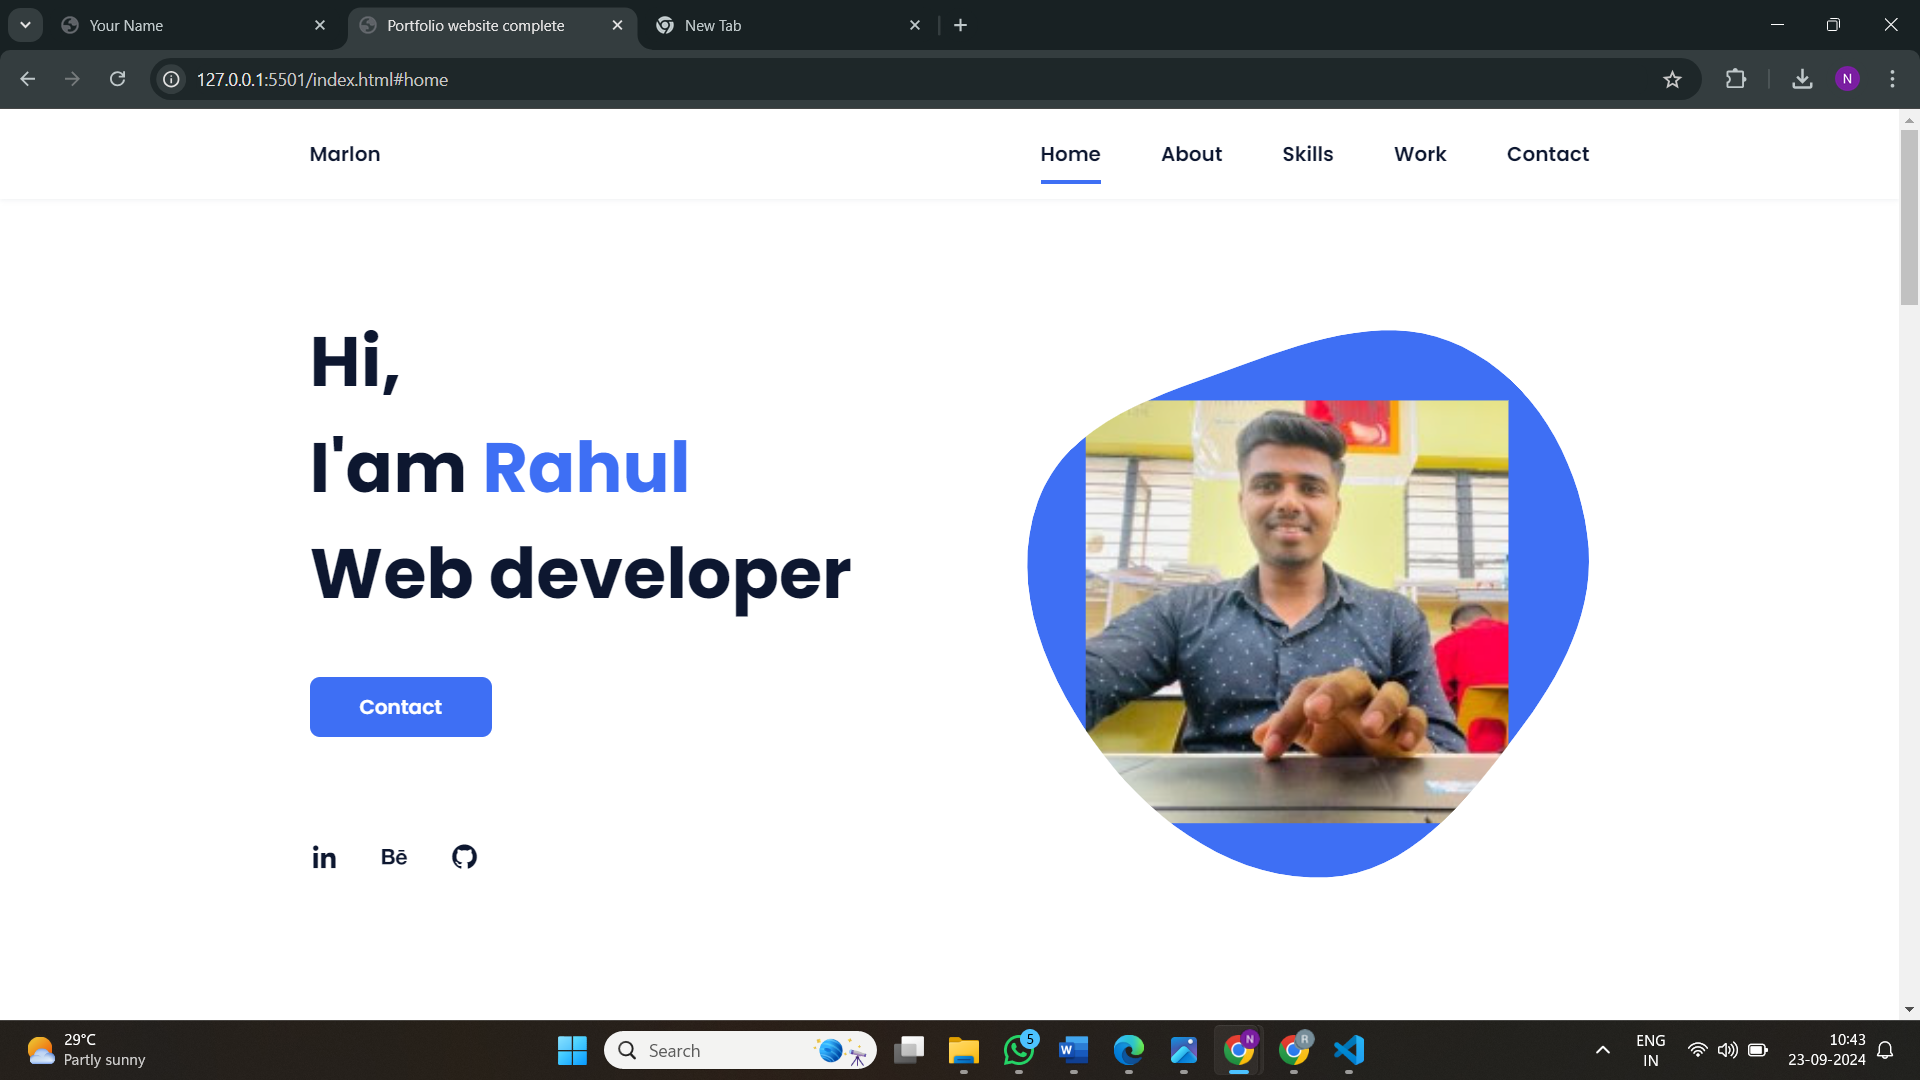 Your Name
Portfolio website complete
New Tab
127.0.0.1:5501/index.html#home
N
Marlon
Home
About
Skills
Work
Contact
Hi,
I'am Rahul
Web developer
Contact
in
Bē
29°C
Partly sunny
Search
5
W
N
R
ENG
IN
10:43
23-09-2024